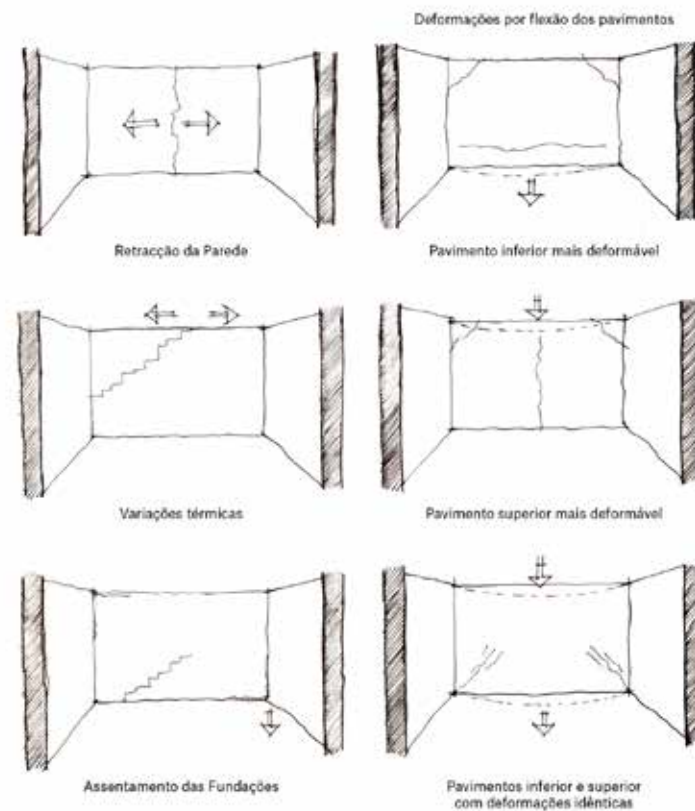 Deformações por flexão dos pavimentos
Retracção da Parede
Pavimento inferior mais deformável
Variações térmicas
Pavimento superior mais deformável
Assentamento das Fundações
Pavimentos inferior e superior
com deformações idênticas